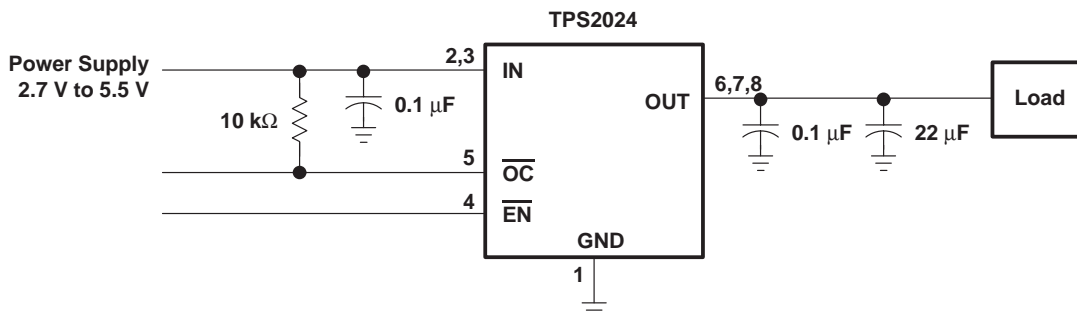 TPS2024
Power Supply
2.7 V to 5.5 V
2,3
IN
10 kΩ
0.1 µF
OUT
6,7,8
Load
0.1 µF
22 µF
5
OC
4
EN
GND
1